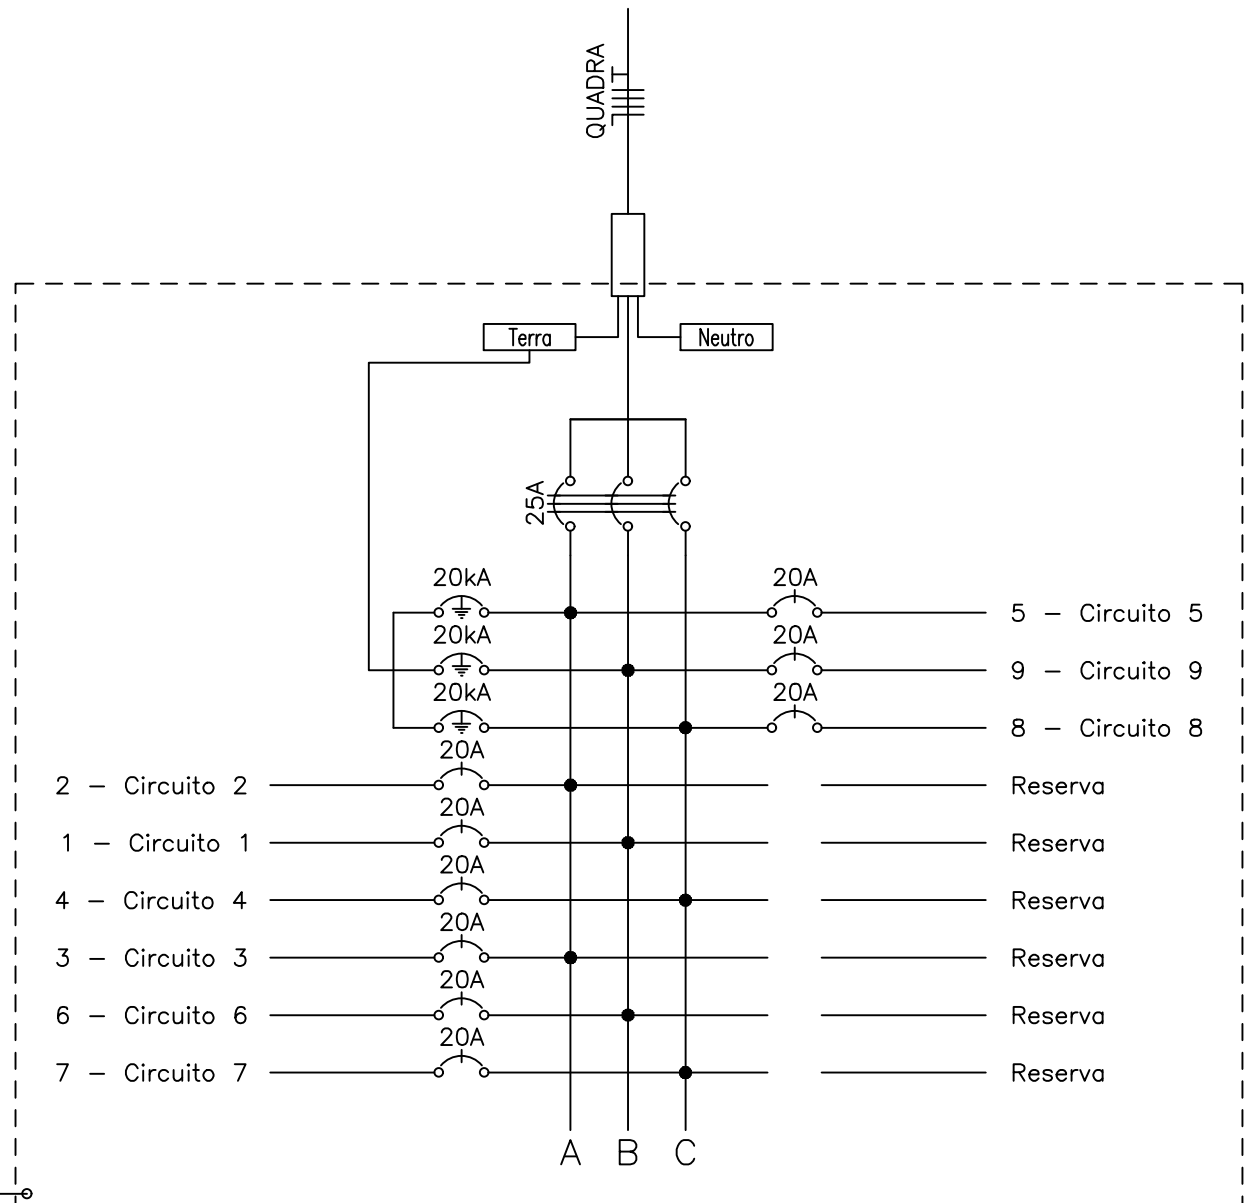 QUADRA
T
Terra
Neutro
25A
20kA
20A
5 - Circuito 5
20kA
20A
9 - Circuito 9
20kA
20A
8 - Circuito 8
20A
2 - Circuito 2
Reserva
20A
1 - Circuito 1
Reserva
20A
4 - Circuito 4
Reserva
20A
3 - Circuito 3
Reserva
20A
6 - Circuito 6
Reserva
20A
7 - Circuito 7
Reserva
A B C